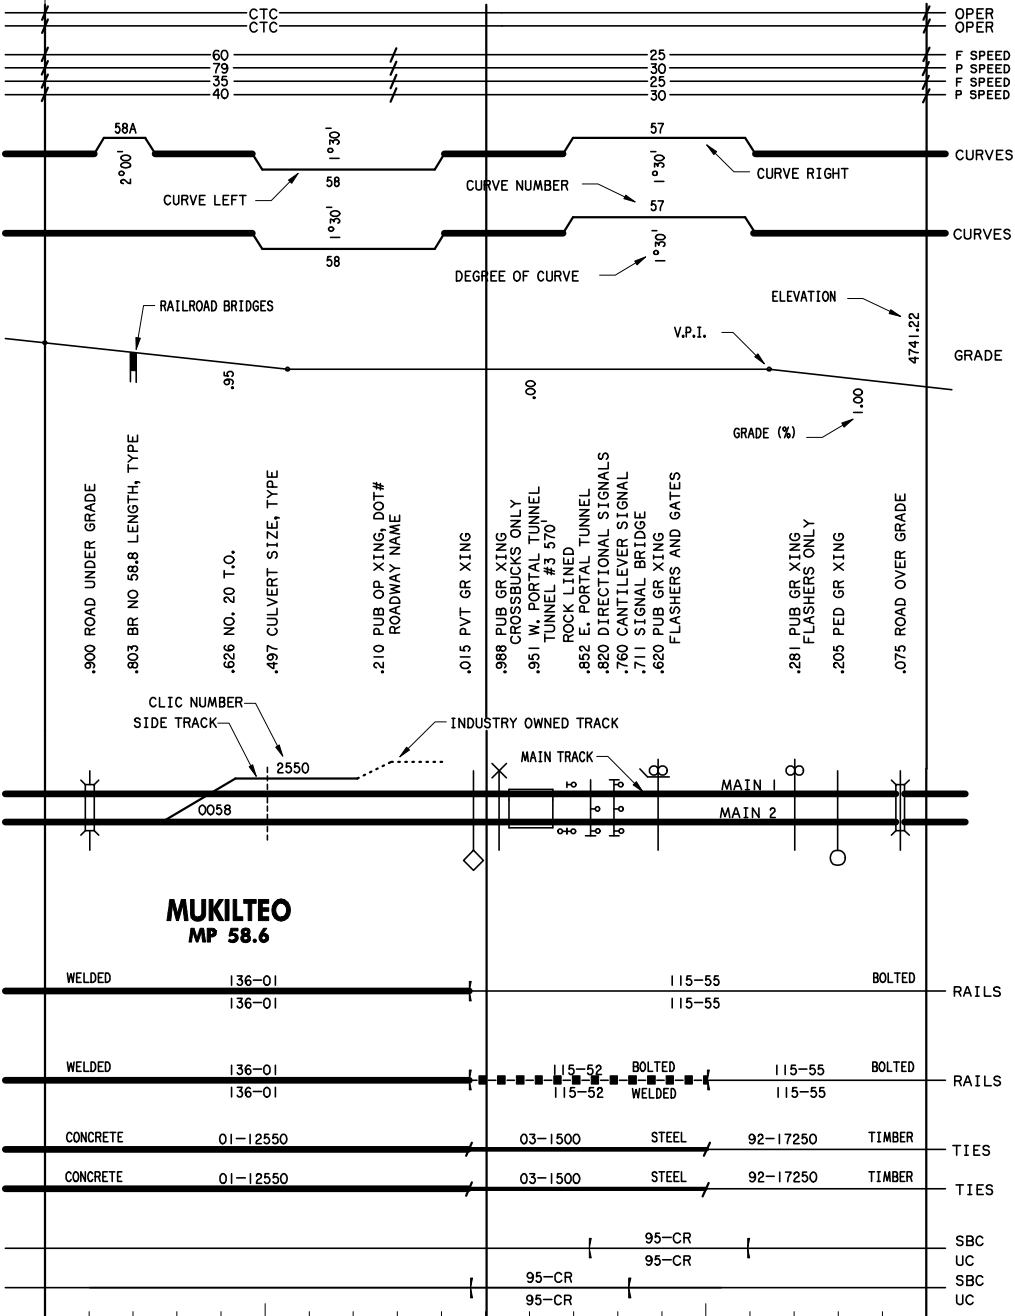 CTC OPER
CTC OPER
60 25 F SPEED
79 30 P SPEED
35 25 F SPEED
40 30 P SPEED
58A 57
2°00' 1°30' 1°30'
CURVES
58
CURVE LEFT
CURVE RIGHT
CURVE NUMBER
57
1°30' 1°30'
CURVES
58
DEGREE OF CURVE
ELEVATION
RAILROAD BRIDGES
4741.22
V.P.I.
GRADE
.95
.00
1.00
GRADE (%)
.900 ROAD UNDER GRADE
.803 BR NO 58.8 LENGTH, TYPE
.626 NO. 20 T.O.
.497 CULVERT SIZE, TYPE
.210 PUB OP XING, DOT#
ROADWAY NAME
.015 PVT GR XING
.988 PUB GR XING
CROSSBUCKS ONLY
.951 W. PORTAL TUNNEL
TUNNEL #3 570'
ROCK LINED
.852 E. PORTAL TUNNEL
.820 DIRECTIONAL SIGNALS
.760 CANTILEVER SIGNAL
.711 SIGNAL BRIDGE
.620 PUB GR XING
FLASHERS AND GATES
.281 PUB GR XING
FLASHERS ONLY
.205 PED GR XING
.075 ROAD OVER GRADE
CLIC NUMBER
SIDE TRACK
INDUSTRY OWNED TRACK
MAIN TRACK
2550
MAIN 1
0058
MAIN 2
MUKILTEO
MP 58.6
WELDED 136-01 115-55 BOLTED
RAILS
136-01 115-55
WELDED 136-01 115-52 BOLTED 115-55 BOLTED
RAILS
136-01 115-52 WELDED 115-55
CONCRETE 01-12550 03-1500 STEEL 92-17250 TIMBER
TIES
CONCRETE 01-12550 03-1500 STEEL 92-17250 TIMBER
TIES
95-CR SBC
95-CR UC
95-CR SBC
95-CR UC